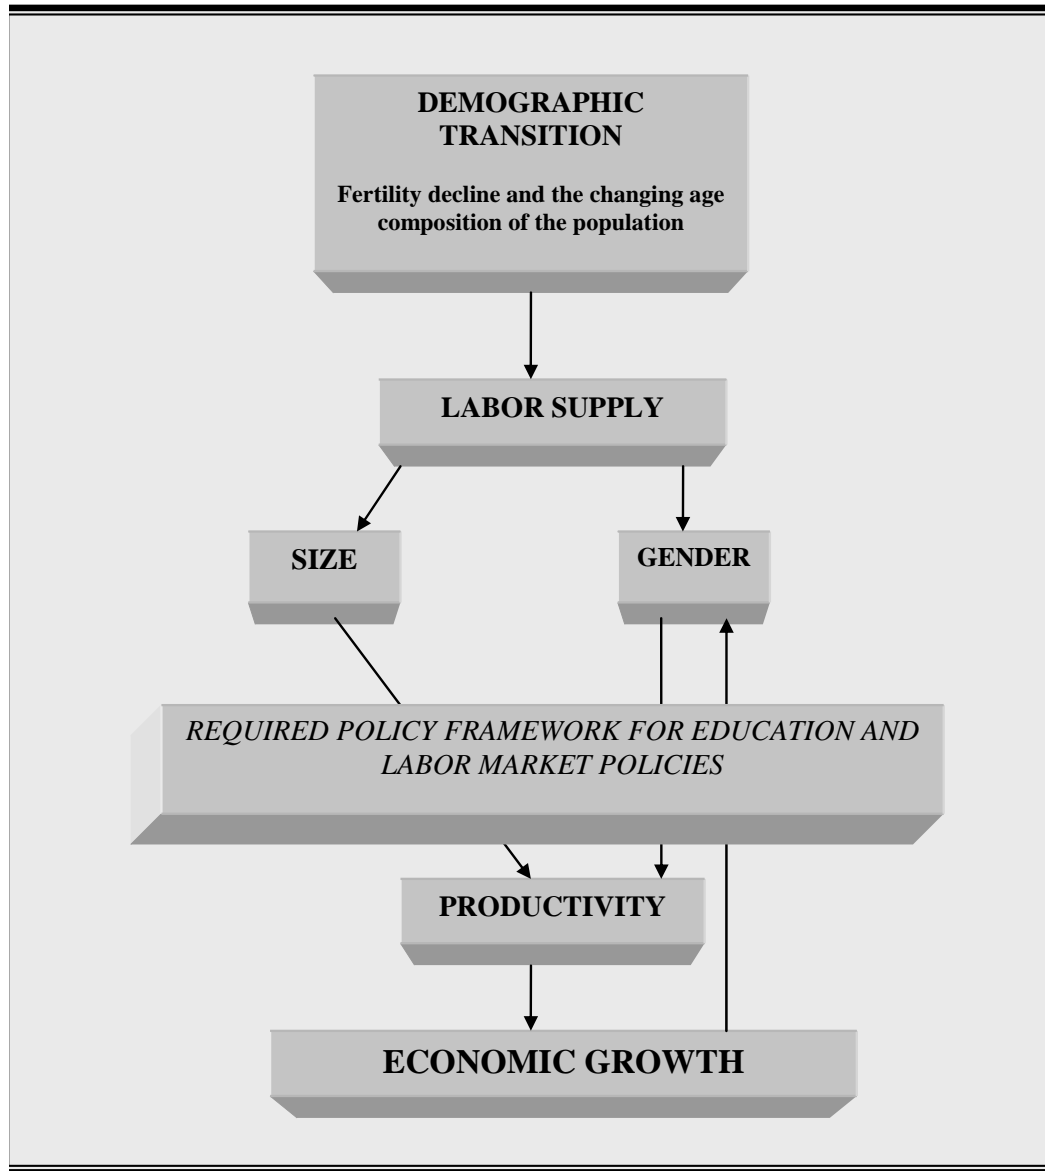 DEMOGRAPHIC
TRANSITION
Fertility decline and the changing age
composition of the population
LABOR SUPPLY
SIZE
GENDER
REQUIRED POLICY FRAMEWORK FOR EDUCATION AND
LABOR MARKET POLICIES
PRODUCTIVITY
ECONOMIC GROWTH